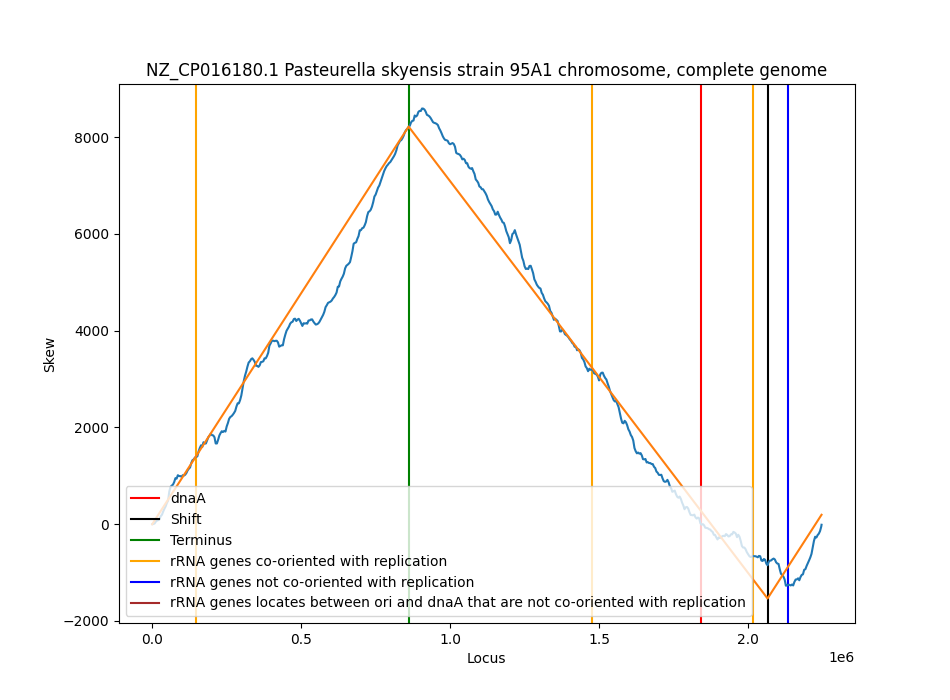 NZ_CP016180.1 Pasteurella skyensis strain 95A1 chromosome, complete genome
8000
6000
4000
2000
0
−2000
Skew
dnaA
Shift
Terminus
rRNA genes co-oriented with replication
rRNA genes not co-oriented with replication
rRNA genes locates between ori and dnaA that are not co-oriented with replication
0.0 0.5 1.0 1.5 2.0
1e6
Locus